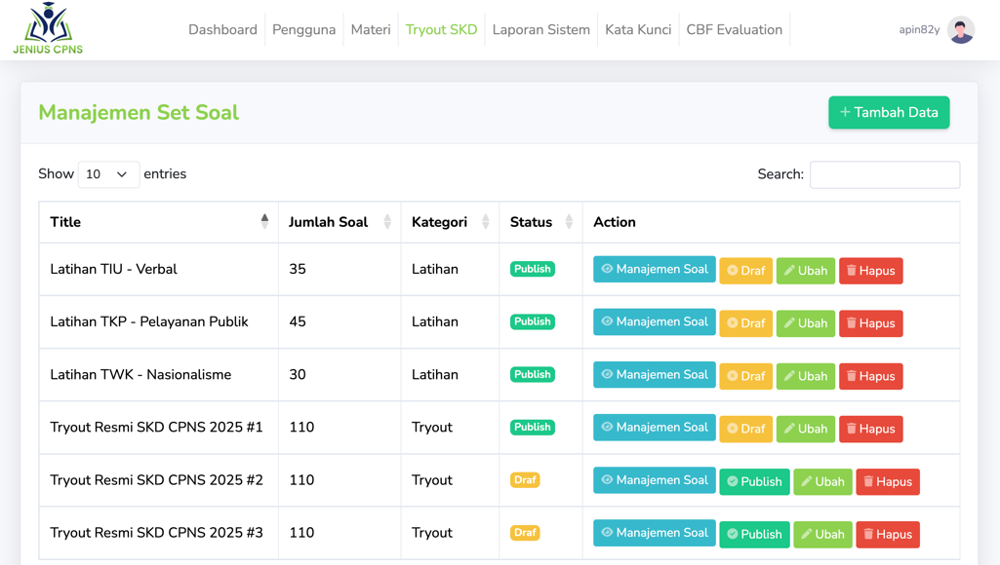 JENIUS CPNS
Dashboard Pengguna Materi Tryout SKD Laporan Sistem Kata Kunci CBF Evaluation apin82y
Manajemen Set Soal
+ Tambah Data
Show 10 entries Search:
Title Jumlah Soal Kategori Status Action
Latihan TIU - Verbal 35 Latihan Publish Manajemen Soal Draf Ubah Hapus
Latihan TKP - Pelayanan Publik 45 Latihan Publish Manajemen Soal Draf Ubah Hapus
Latihan TWK - Nasionalisme 30 Latihan Publish Manajemen Soal Draf Ubah Hapus
Tryout Resmi SKD CPNS 2025 #1 110 Tryout Publish Manajemen Soal Draf Ubah Hapus
Tryout Resmi SKD CPNS 2025 #2 110 Tryout Draf Manajemen Soal Publish Ubah Hapus
Tryout Resmi SKD CPNS 2025 #3 110 Tryout Draf Manajemen Soal Publish Ubah Hapus